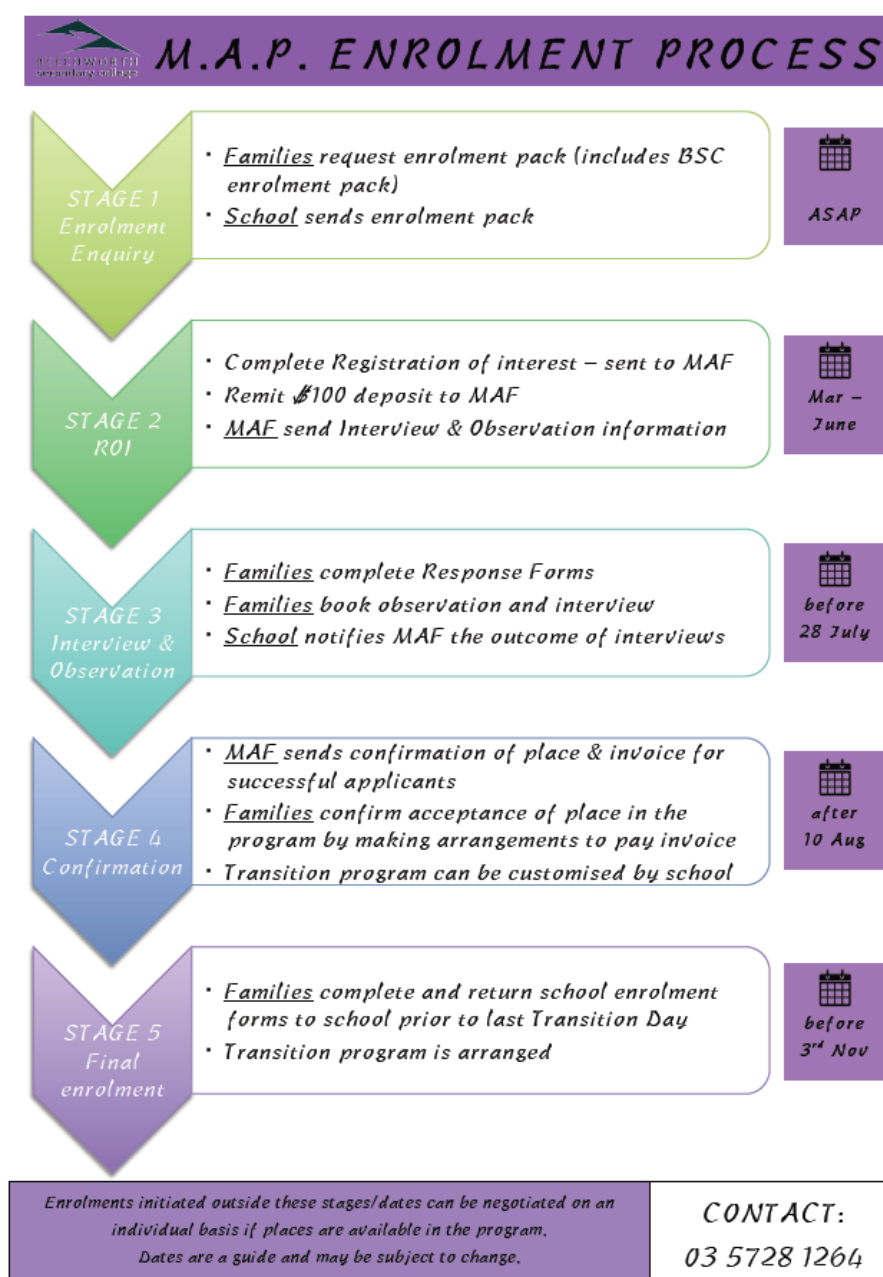 BEECHWORTH
secondary college
M.A.P. ENROLMENT PROCESS
STAGE 1
Enrolment
Enquiry
· Families request enrolment pack (includes BSC
enrolment pack)
· School sends enrolment pack
ASAP
STAGE 2
ROI
· Complete Registration of interest – sent to MAF
· Remit $100 deposit to MAF
· MAF send Interview & Observation information
Mar –
June
STAGE 3
Interview &
Observation
· Families complete Response Forms
· Families book observation and interview
· School notifies MAF the outcome of interviews
before
28 July
STAGE 4
Confirmation
· MAF sends confirmation of place & invoice for
successful applicants
· Families confirm acceptance of place in the
program by making arrangements to pay invoice
· Transition program can be customised by school
after
10 Aug
STAGE 5
Final
enrolment
· Families complete and return school enrolment
forms to school prior to last Transition Day
· Transition program is arranged
before
3rd Nov
Enrolments initiated outside these stages/dates can be negotiated on an
individual basis if places are available in the program.
Dates are a guide and may be subject to change.
CONTACT:
03 5728 1264